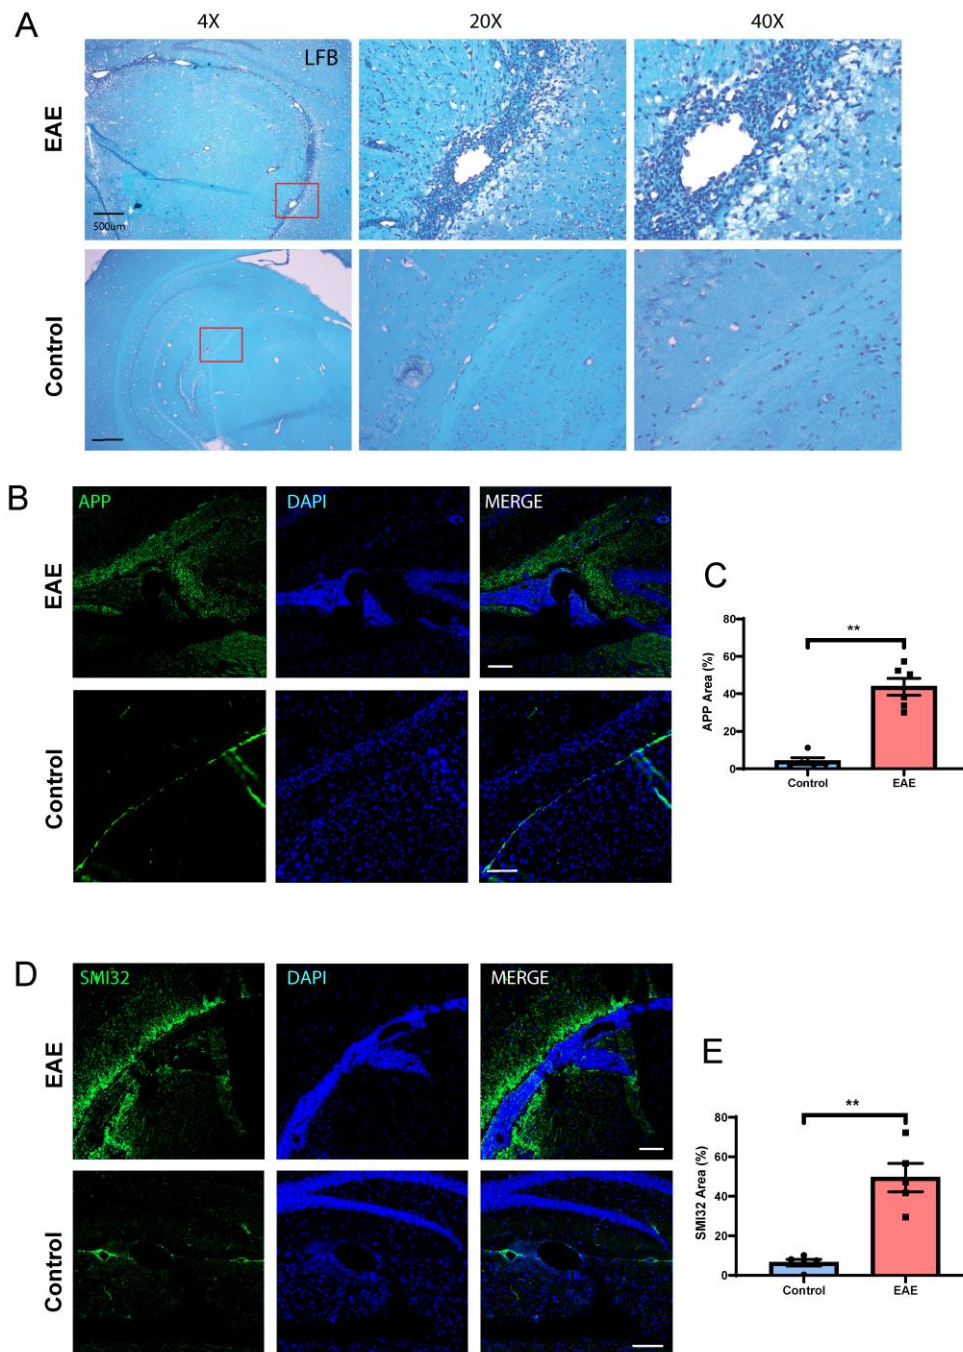 A
4X
20X
40X
EAE
LFB
500um
Control
B
APP
DAPI
MERGE
EAE
Control
C
80
60
40
20
0
APP Area (%)
**
Control
EAE
D
SMI32
DAPI
MERGE
EAE
Control
E
80
60
40
20
0
SMI32 Area (%)
**
Control
EAE